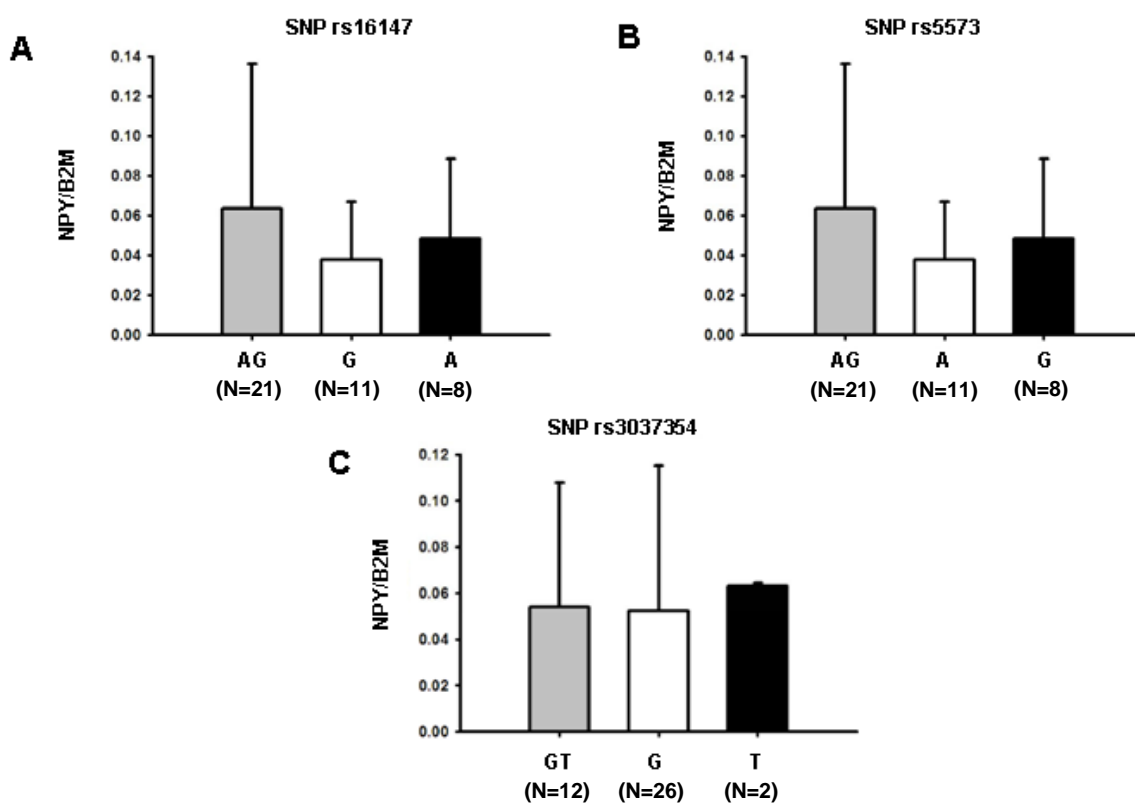 A
SNP rs16147
NPY/B2M
0.14
0.12
0.10
0.08
0.06
0.04
0.02
0.00
AG G A
(N=21) (N=11) (N=8)
B
SNP rs5573
NPY/B2M
0.14
0.12
0.10
0.08
0.06
0.04
0.02
0.00
AG A G
(N=21) (N=11) (N=8)
C
SNP rs3037354
NPY/B2M
0.12
0.10
0.08
0.06
0.04
0.02
0.00
GT G T
(N=12) (N=26) (N=2)